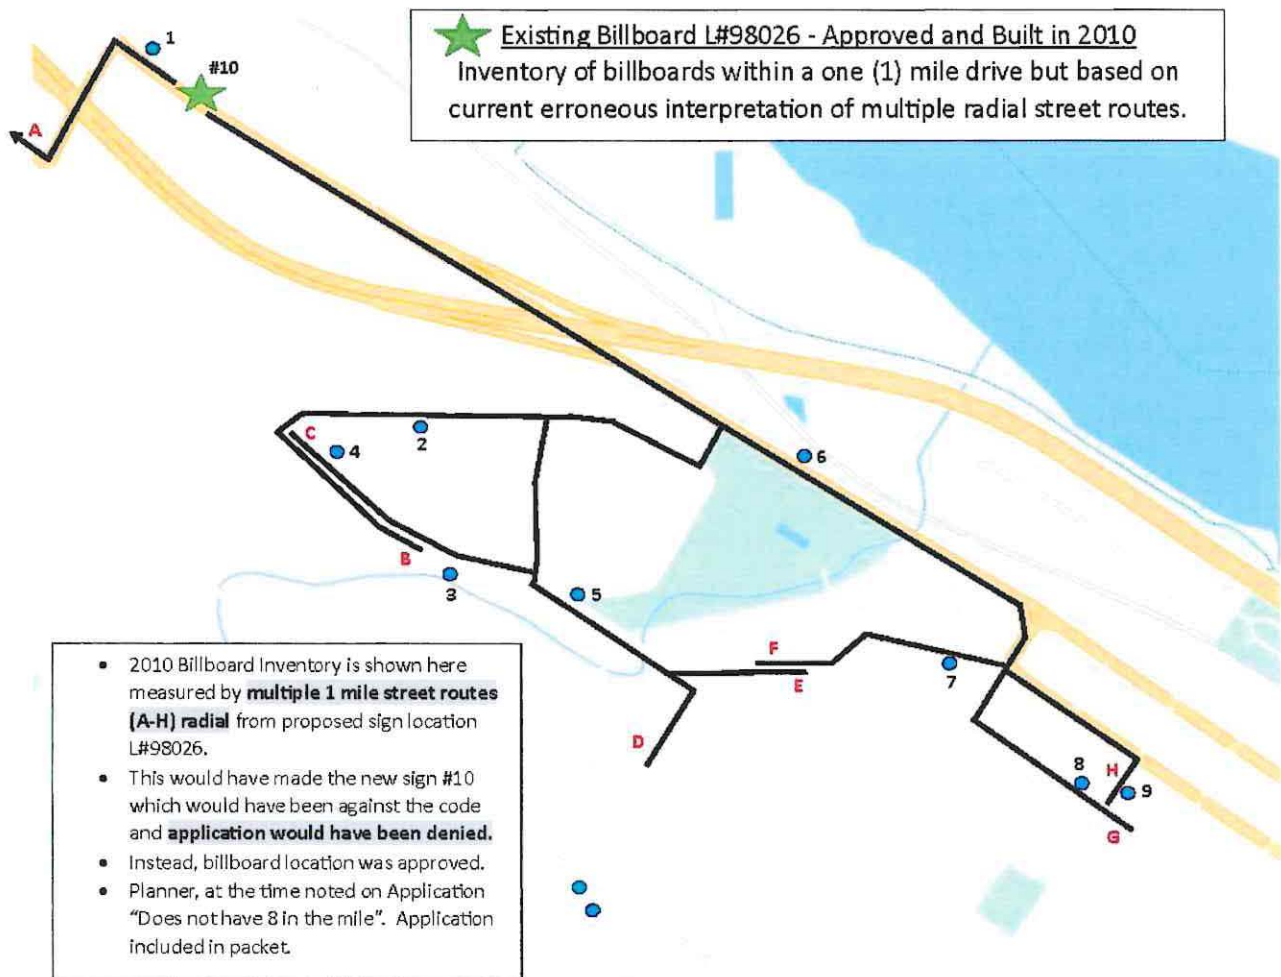 Existing Billboard L#98026 - Approved and Built in 2010
Inventory of billboards within a one (1) mile drive but based on
current erroneous interpretation of multiple radial street routes.
1
#10
A
C
4
2
6
B
3
5
F
E
7
D
8
H
9
G
• 2010 Billboard Inventory is shown here
measured by multiple 1 mile street routes
(A-H) radial from proposed sign location
L#98026.
• This would have made the new sign #10
which would have been against the code
and application would have been denied.
• Instead, billboard location was approved.
• Planner, at the time noted on Application
“Does not have 8 in the mile”. Application
included in packet.